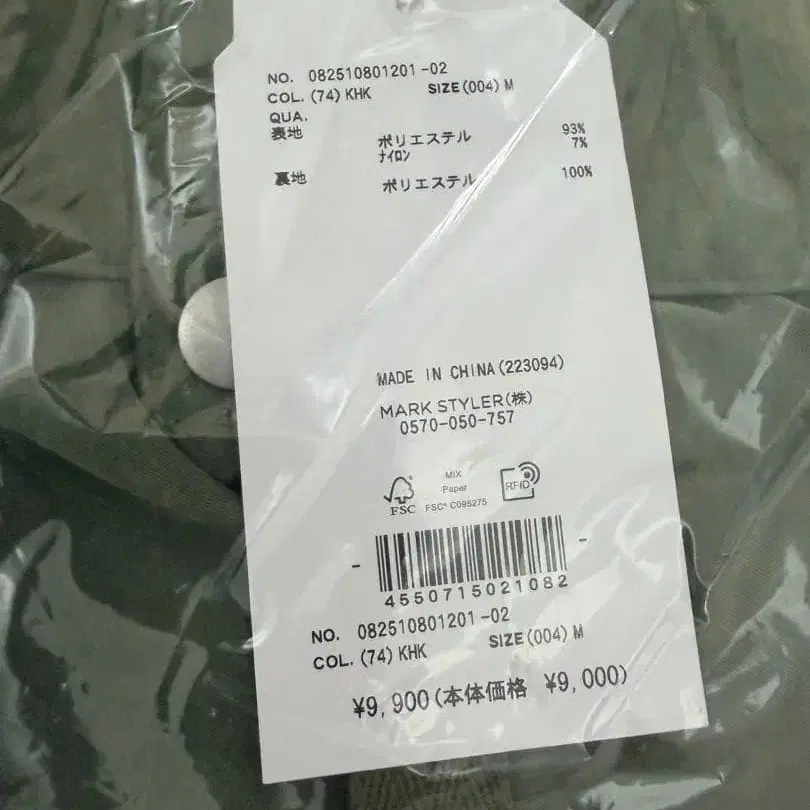 NO. 082510801201-02
COL. (74) KHK SIZE(004) M
QUA.
表地 ポリエステル 93%
ナイロン 7%
裏地 ポリエステル 100%
MADE IN CHINA(223094)
MARK STYLER(株)
0570-050-757
FSC
MIX
Paper
FSC® C095275
RFID
4550715021082
NO. 082510801201-02
COL. (74) KHK SIZE(004) M
¥9,900(本体価格 ¥9,000)